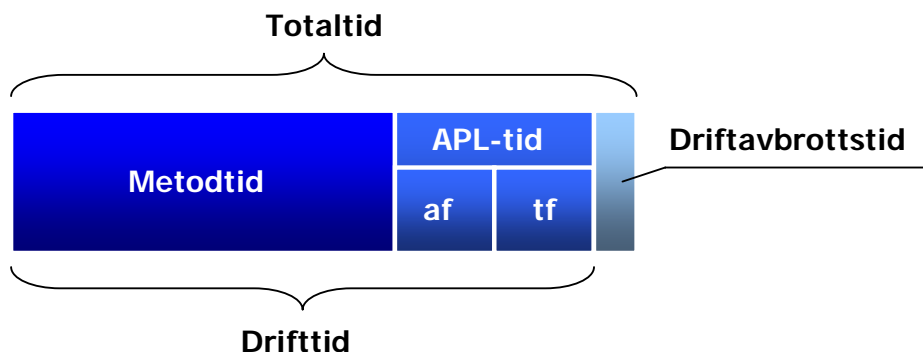 Totaltid
APL-tid
Driftavbrottstid
Metodtid
af
tf
Drifttid